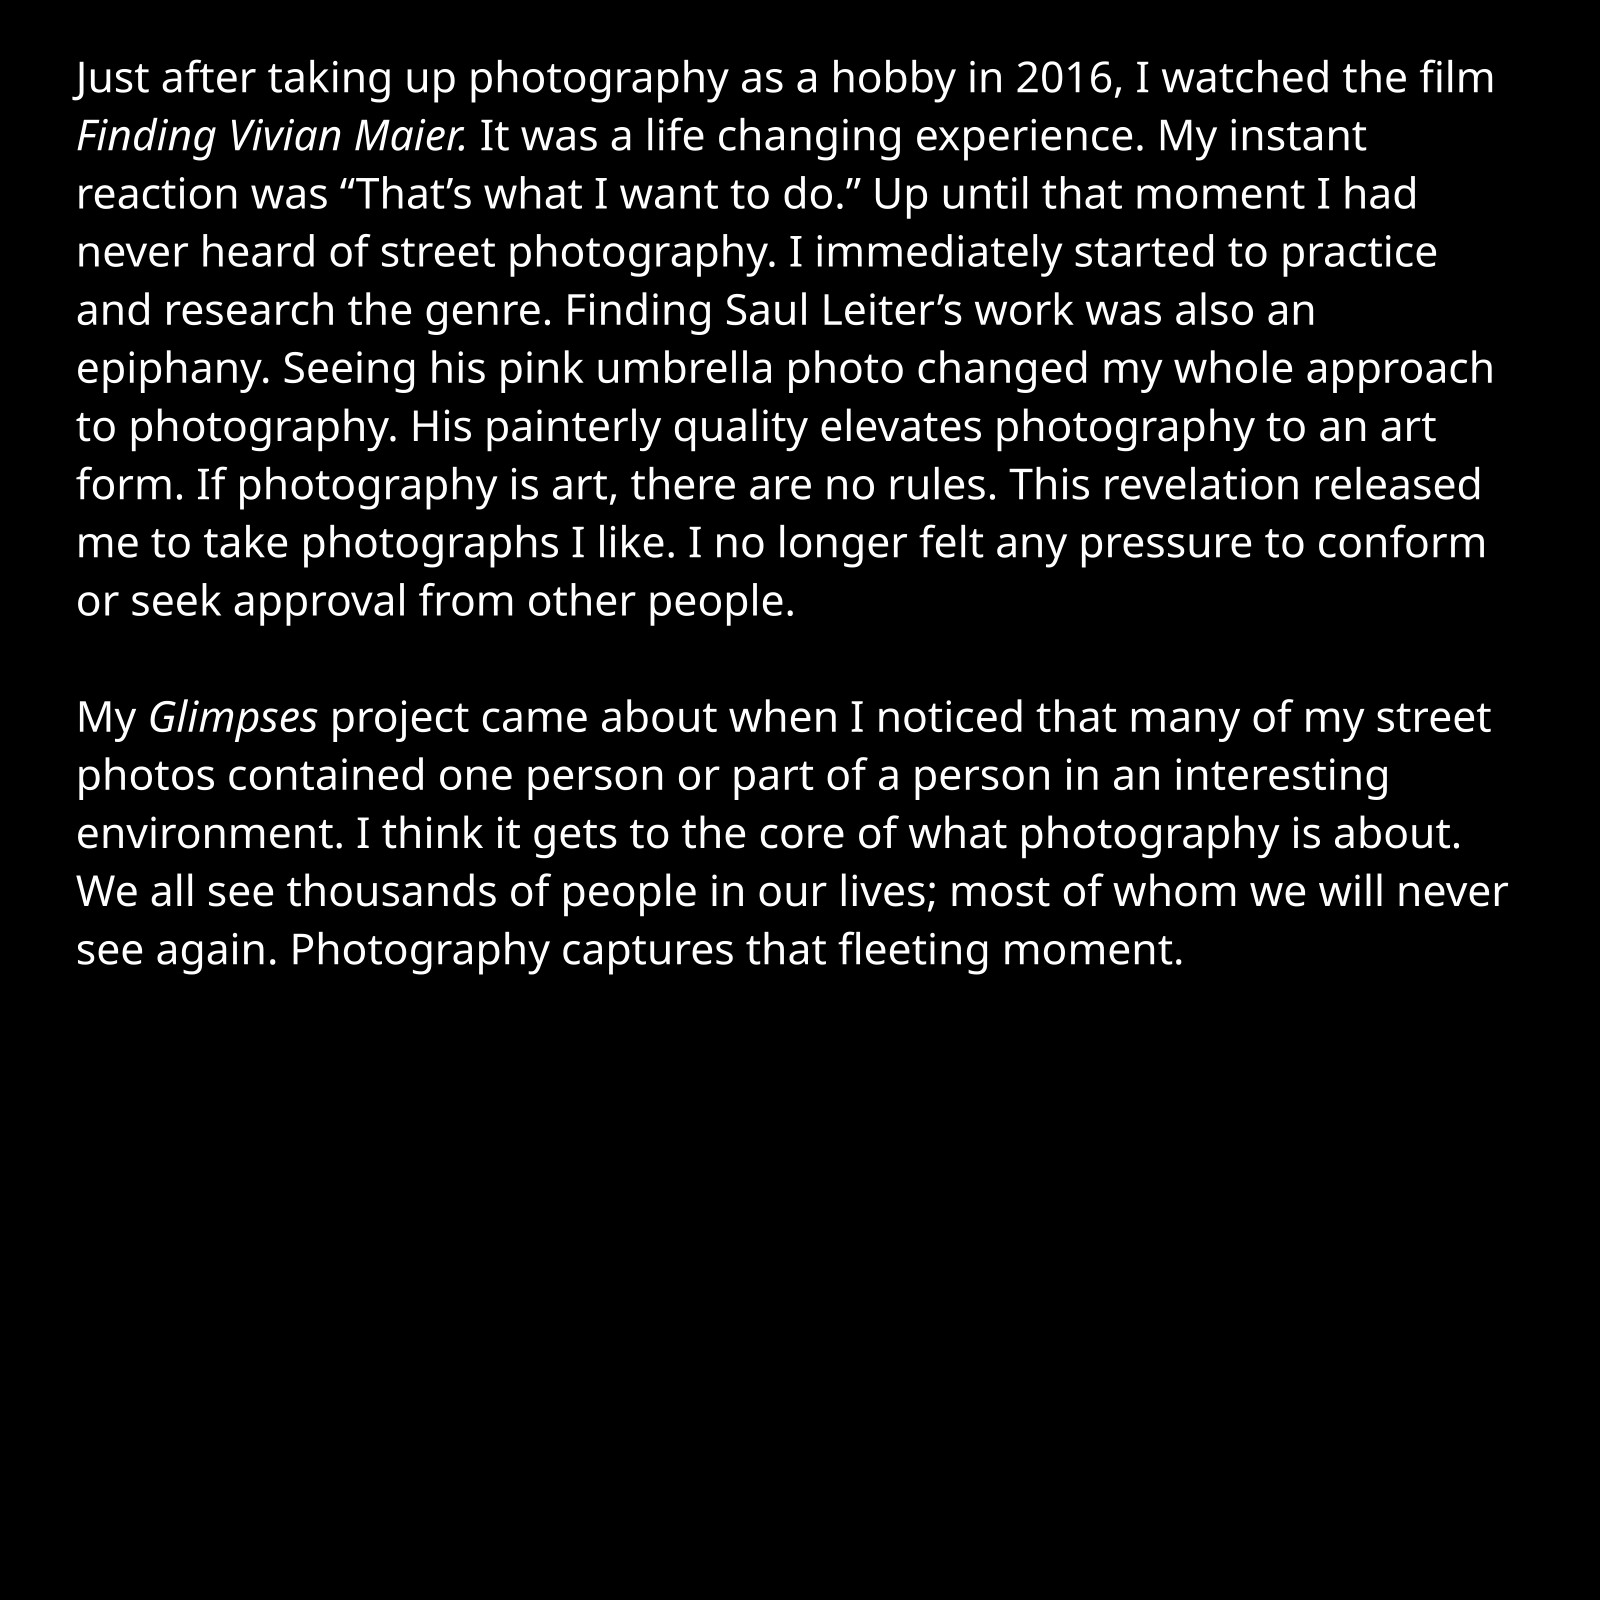 Just after taking up photography as a hobby in 2016, I watched the film
Finding Vivian Maier. It was a life changing experience. My instant
reaction was “That’s what I want to do.” Up until that moment I had
never heard of street photography. I immediately started to practice
and research the genre. Finding Saul Leiter’s work was also an
epiphany. Seeing his pink umbrella photo changed my whole approach
to photography. His painterly quality elevates photography to an art
form. If photography is art, there are no rules. This revelation released
me to take photographs I like. I no longer felt any pressure to conform
or seek approval from other people.
My Glimpses project came about when I noticed that many of my street
photos contained one person or part of a person in an interesting
environment. I think it gets to the core of what photography is about.
We all see thousands of people in our lives; most of whom we will never
see again. Photography captures that fleeting moment.